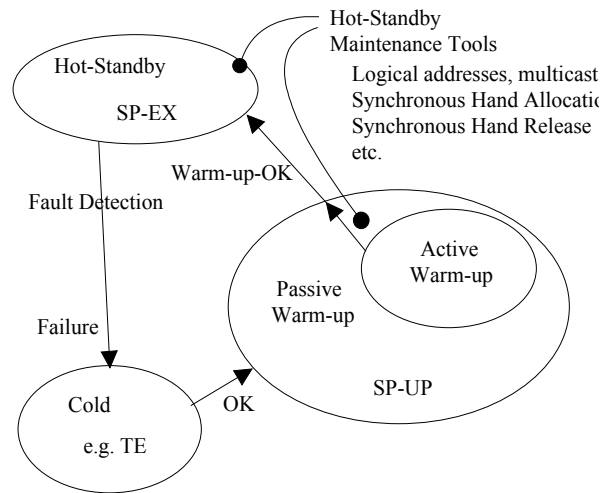 Hot-Standby
Maintenance Tools
Logical addresses, multicast
Synchronous Hand Allocatio
Synchronous Hand Release
etc.
Hot-Standby
SP-EX
Warm-up-OK
Fault Detection
Active
Warm-up
Passive
Warm-up
Failure
SP-UP
Cold
OK
e.g. TE